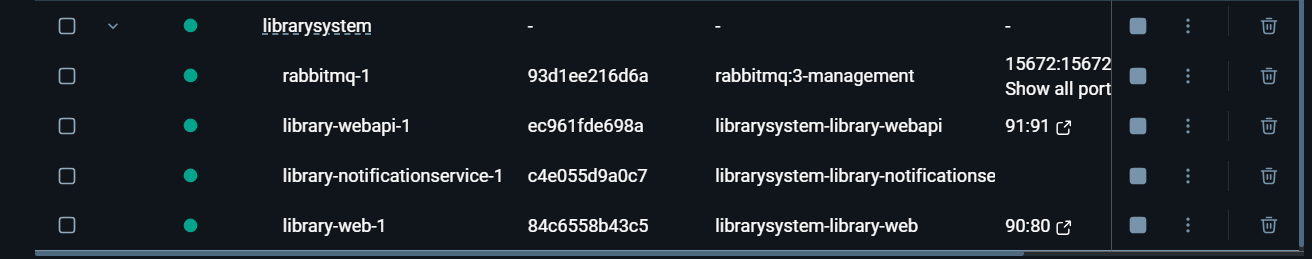 librarysystem - - -
rabbitmq-1 93d1ee216d6a rabbitmq:3-management 15672:15672
Show all port
library-webapi-1 ec961fde698a librarysystem-library-webapi 91:91
library-notificationservice-1 c4e055d9a0c7 librarysystem-library-notificationse
library-web-1 84c6558b43c5 librarysystem-library-web 90:80